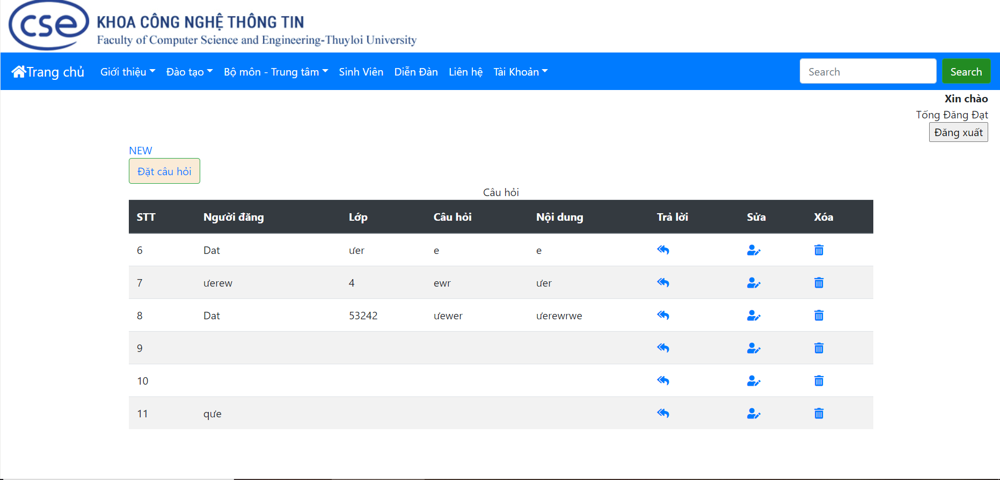 cse
KHOA CÔNG NGHỆ THÔNG TIN
Faculty of Computer Science and Engineering-Thuyloi University
Trang chủ Giới thiệu Đào tạo Bộ môn - Trung tâm Sinh Viên Diễn Đàn Liên hệ Tài Khoản Search Search
Xin chào
Tống Đăng Đạt
Đăng xuất
NEW
Đặt câu hỏi
Câu hỏi
STT Người đăng Lớp Câu hỏi Nội dung Trả lời Sửa Xóa
6 Dat ưer e e
7 ưerew 4 ewr ưer
8 Dat 53242 ưewer ưerewrwe
9
10
11 qưe